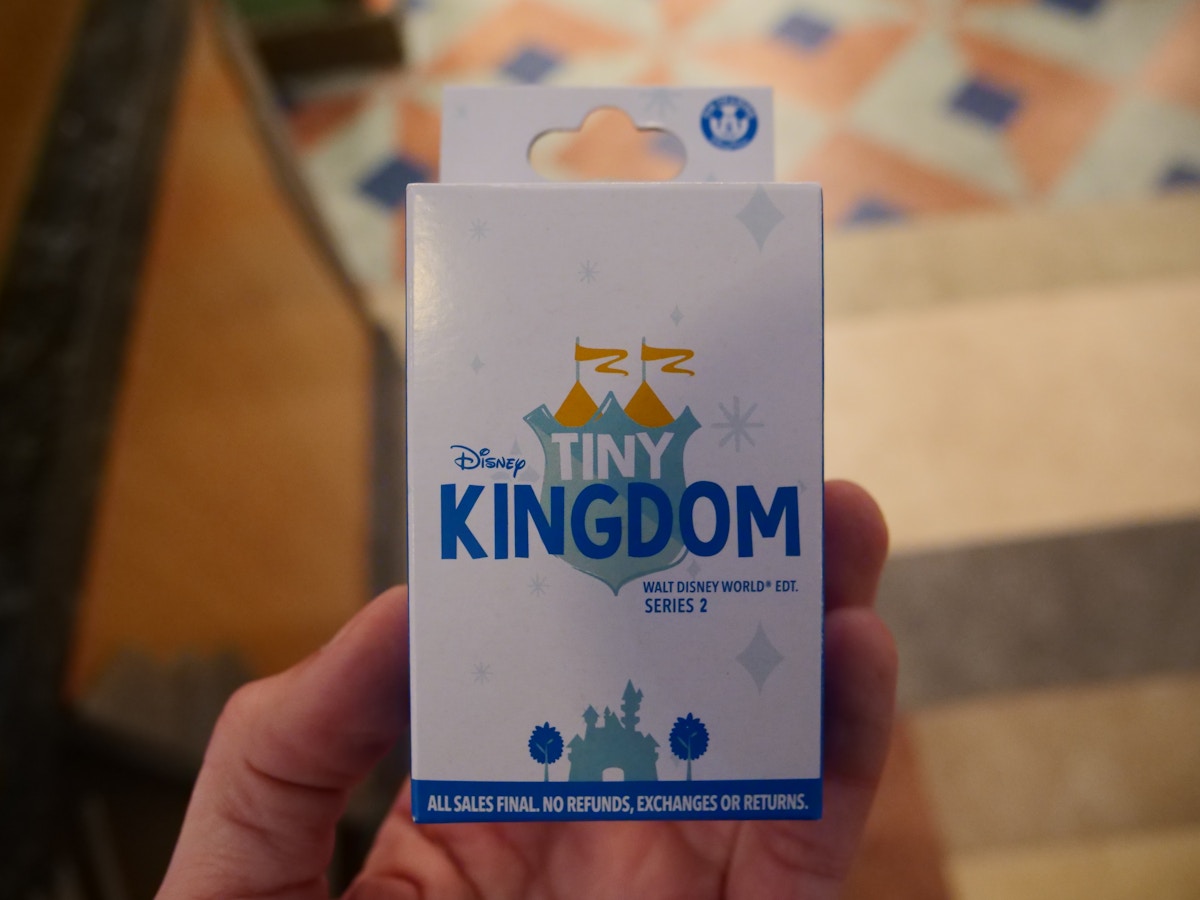 Disney
TINY
KINGDOM
WALT DISNEY WORLD® EDT.
SERIES 2
ALL SALES FINAL. NO REFUNDS, EXCHANGES OR RETURNS.